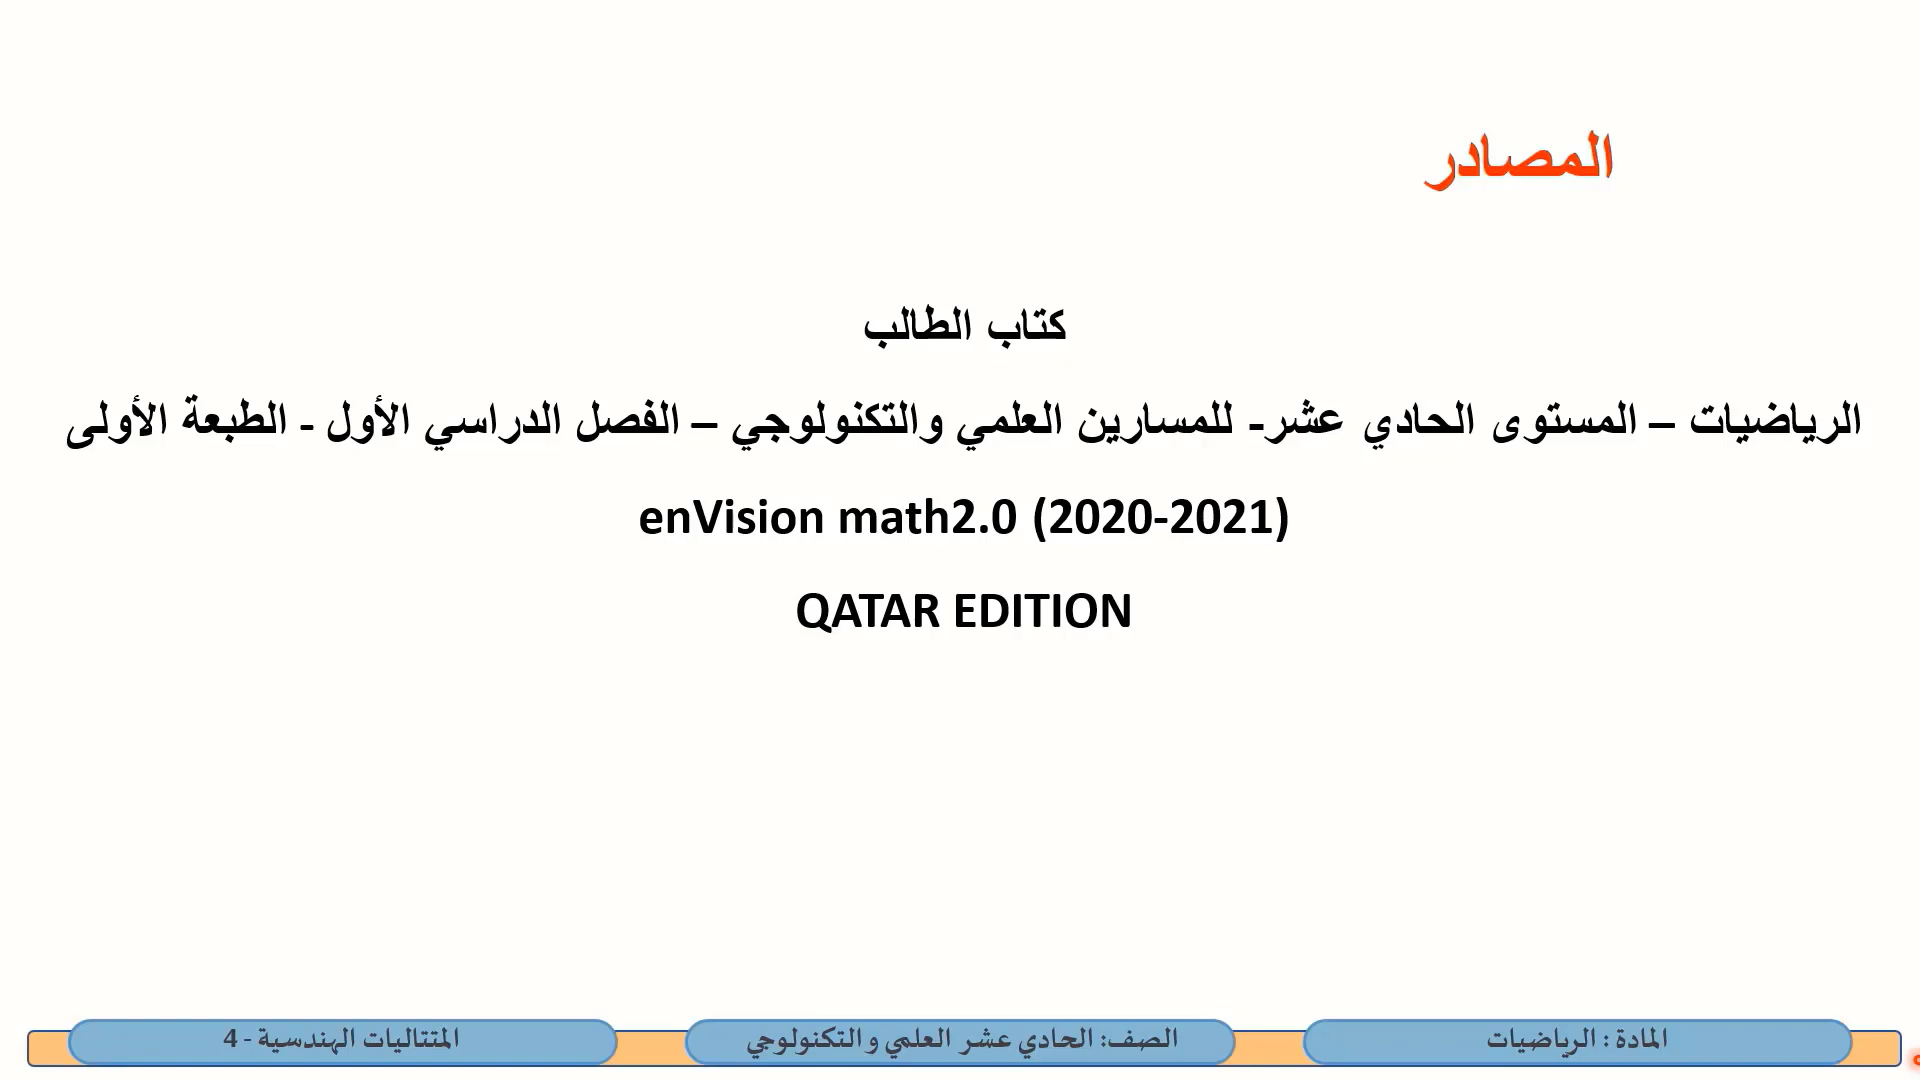 المصادر
كتاب الطالب
الرياضيات – المستوى الحادي عشر- للمسارين العلمي والتكنولوجي – الفصل الدراسي الأول - الطبعة الأولى
enVision math2.0 (2020-2021)
QATAR EDITION
المادة : الرياضيات
الصف: الحادي عشر العلمي و التكنولوجي
المتتاليات الهندسية - 4